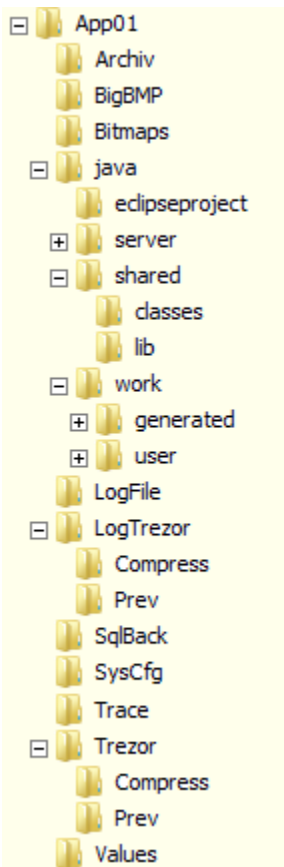 App01
Archiv
BigBMP
Bitmaps
java
eclipseproject
server
shared
classes
lib
work
generated
user
LogFile
LogTrezor
Compress
Prev
SqlBack
SysCfg
Trace
Trezor
Compress
Prev
Values